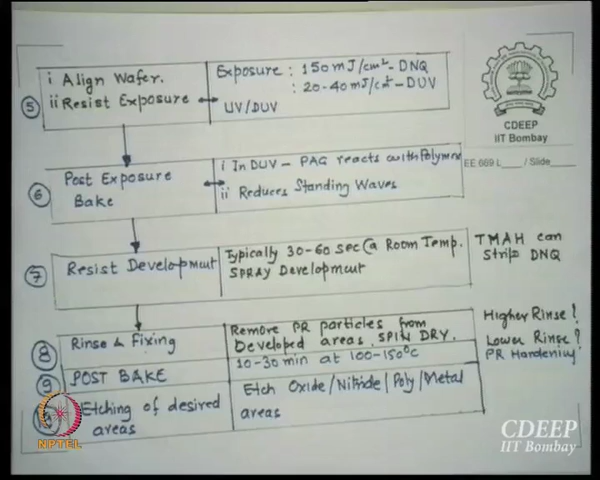 5
i Align Wafer.
ii Resist Exposure
Exposure : 150 mJ/cm² - DNQ
: 20-40 mJ/cm² - DUV
UV/DUV
CDEEP
IIT Bombay
EE 669 L____ / Slide____
6
Post Exposure
Bake
i In DUV - PAG reacts with Polymer
ii Reduces Standing Waves
7
Resist Development
Typically 30-60 sec @ Room Temp.
SPRAY Development
TMAH can
Strip DNQ
8
Rinse & Fixing
Remove PR particles from
Developed areas. SPIN DRY.
Higher Rinse?
Lower Rinse?
PR Hardening
9
POST BAKE
10-30 min at 100-150°C
10
Etching of desired
areas
Etch Oxide/Nitride/Poly/Metal
areas
NPTEL
CDEEP
IIT Bombay